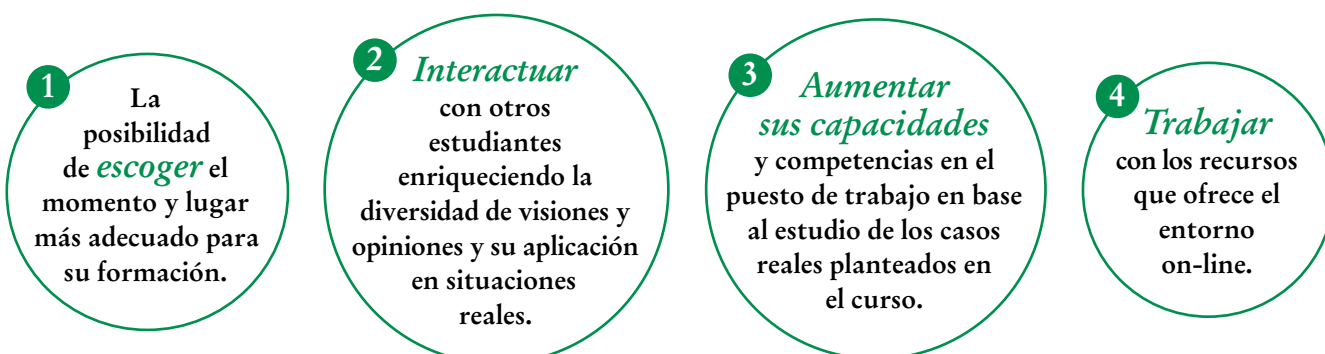 1
La
posibilidad
de escoger el
momento y lugar
más adecuado para
su formación.
2
Interactuar
con otros
estudiantes
enriqueciendo la
diversidad de visiones y
opiniones y su aplicación
en situaciones
reales.
3
Aumentar
sus capacidades
y competencias en el
puesto de trabajo en base
al estudio de los casos
reales planteados en
el curso.
4
Trabajar
con los recursos
que ofrece el
entorno
on-line.